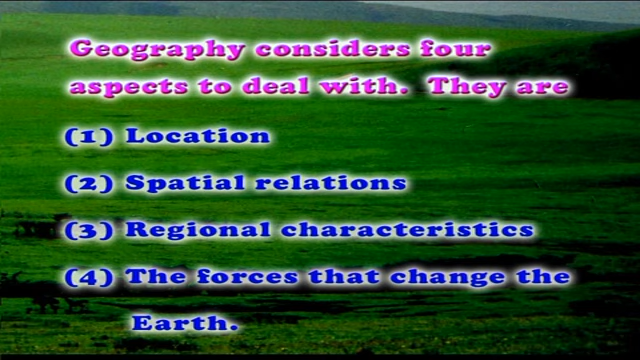 Geography considers four
aspects to deal with. They are
(1) Location
(2) Spatial relations
(3) Regional characteristics
(4) The forces that change the
Earth.